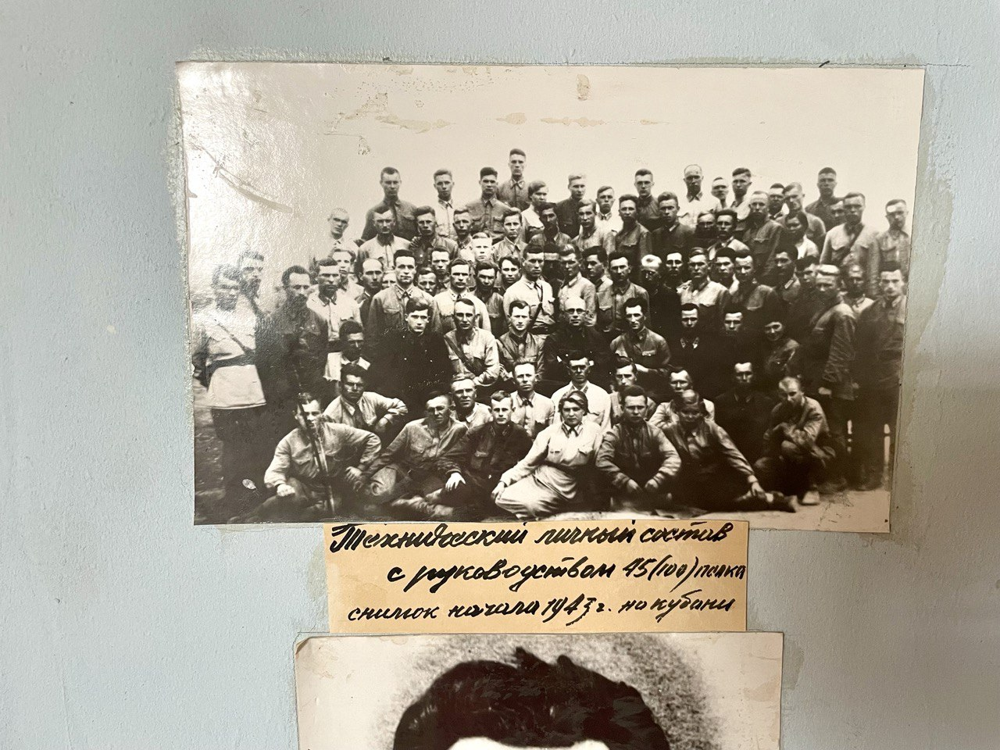 Технический личный состав
с руководством 45(100) полка
снимок начала 1943 г. на кубани